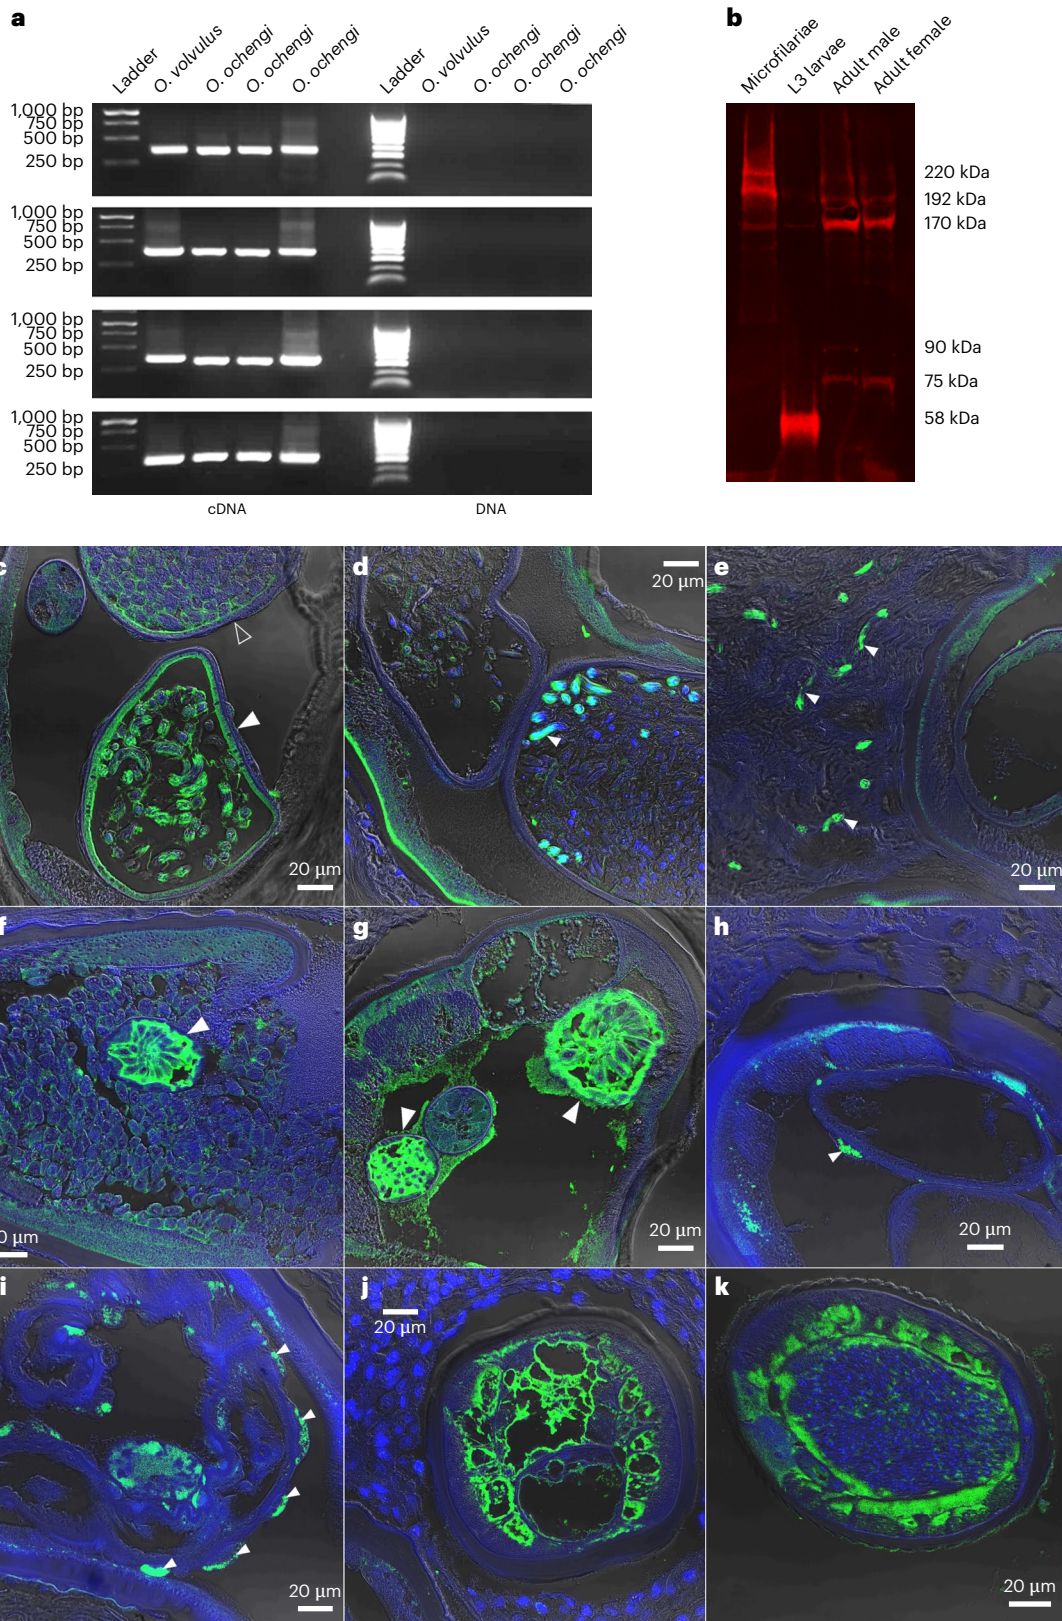 a
Ladder
O. volvulus
O. ochengi
O. ochengi
O. ochengi
Ladder
O. volvulus
O. ochengi
O. ochengi
O. ochengi
1,000 bp
750 bp
500 bp
250 bp
1,000 bp
750 bp
500 bp
250 bp
1,000 bp
750 bp
500 bp
250 bp
1,000 bp
750 bp
500 bp
250 bp
cDNA
DNA
b
Microfilariae
L3 larvae
Adult male
Adult female
220 kDa
192 kDa
170 kDa
90 kDa
75 kDa
58 kDa
c
20 µm
d
20 µm
e
20 µm
f
0 µm
g
20 µm
h
20 µm
i
20 µm
j
20 µm
k
20 µm